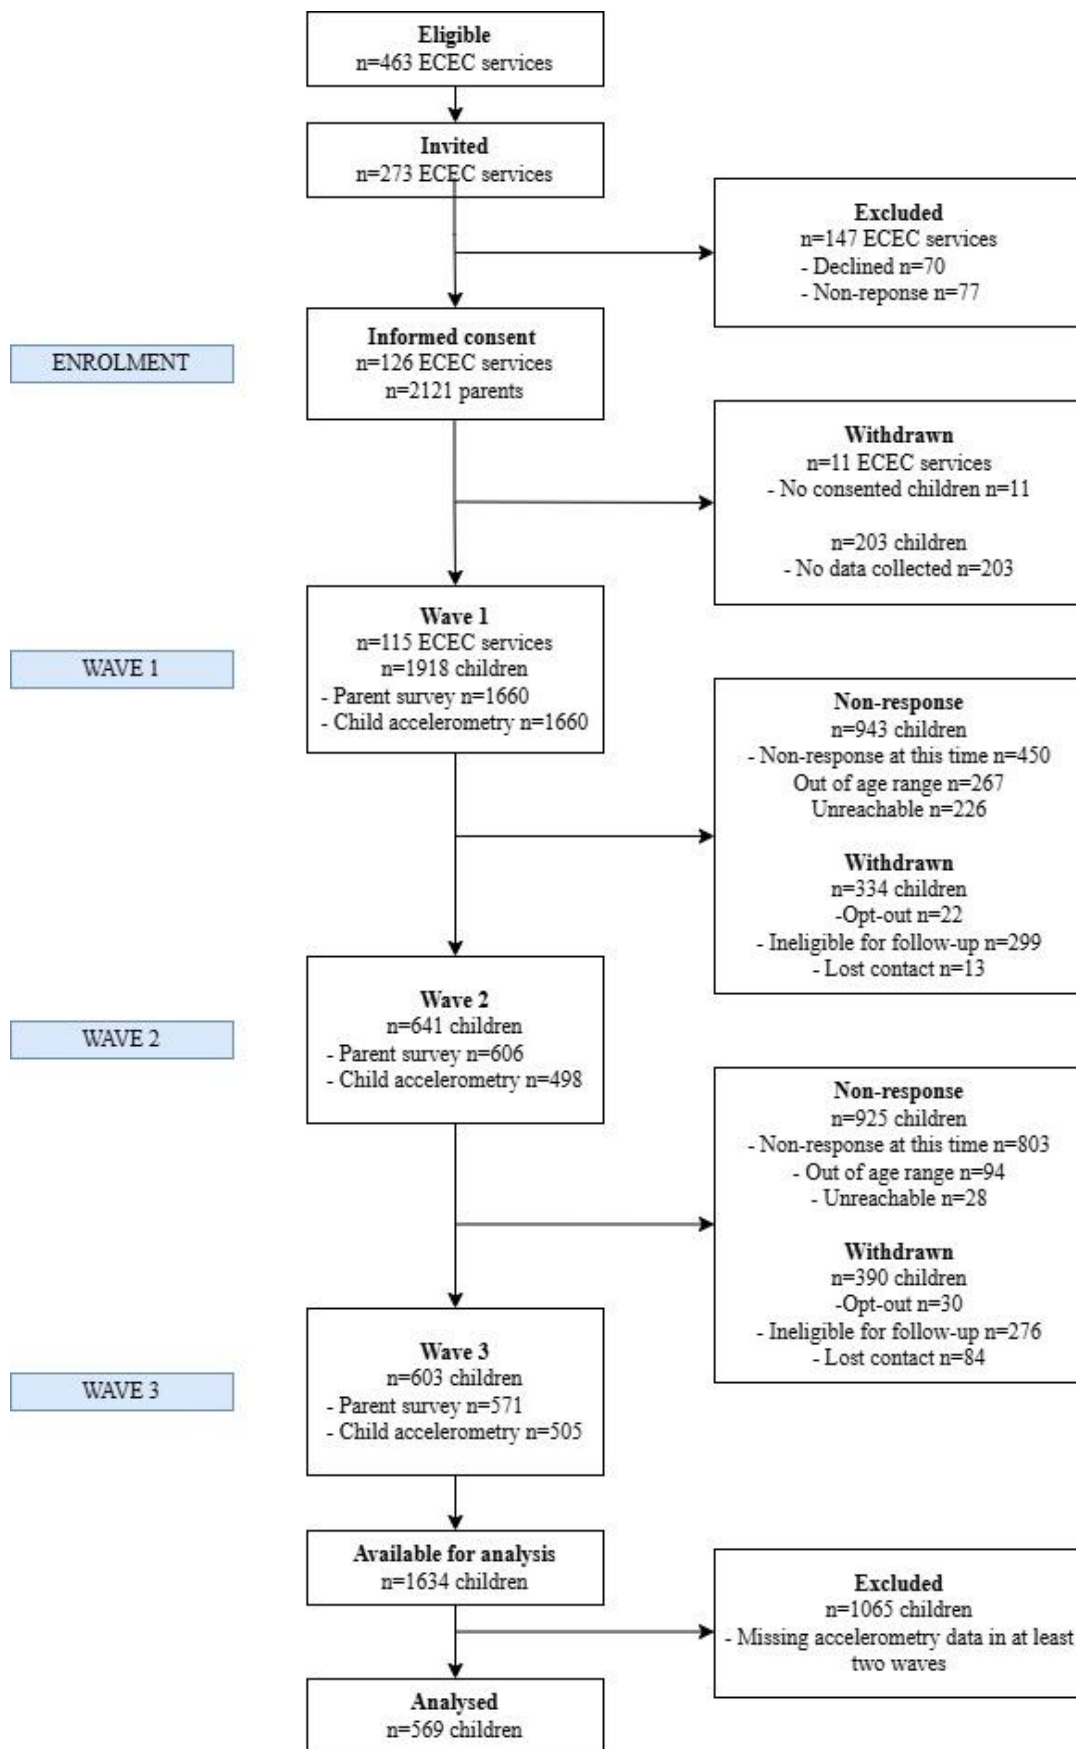 Eligible
n=463 ECEC services
Invited
n=273 ECEC services
Excluded
n=147 ECEC services
- Declined n=70
- Non-reponse n=77
ENROLMENT
Informed consent
n=126 ECEC services
n=2121 parents
Withdrawn
n=11 ECEC services
- No consented children n=11
n=203 children
- No data collected n=203
WAVE 1
Wave 1
n=115 ECEC services
n=1918 children
- Parent survey n=1660
- Child accelerometry n=1660
Non-response
n=943 children
- Non-response at this time n=450
Out of age range n=267
Unreachable n=226
Withdrawn
n=334 children
-Opt-out n=22
- Ineligible for follow-up n=299
- Lost contact n=13
WAVE 2
Wave 2
n=641 children
- Parent survey n=606
- Child accelerometry n=498
Non-response
n=925 children
- Non-response at this time n=803
- Out of age range n=94
- Unreachable n=28
Withdrawn
n=390 children
-Opt-out n=30
- Ineligible for follow-up n=276
- Lost contact n=84
WAVE 3
Wave 3
n=603 children
- Parent survey n=571
- Child accelerometry n=505
Available for analysis
n=1634 children
Excluded
n=1065 children
- Missing accelerometry data in at least
two waves
Analysed
n=569 children